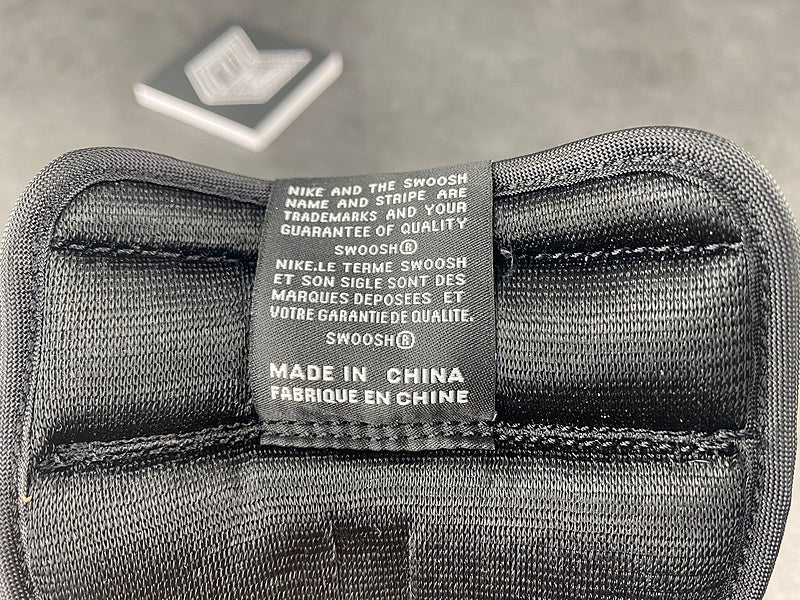 NIKE AND THE SWOOSH
NAME AND STRIPE ARE
TRADEMARKS AND YOUR
GUARANTEE OF QUALITY
SWOOSH®
NIKE.LE TERME SWOOSH
ET SON SIGLE SONT DES
MARQUES DEPOSEES ET
VOTRE GARANTIE DE QUALITE.
SWOOSH®
MADE IN CHINA
FABRIQUE EN CHINE